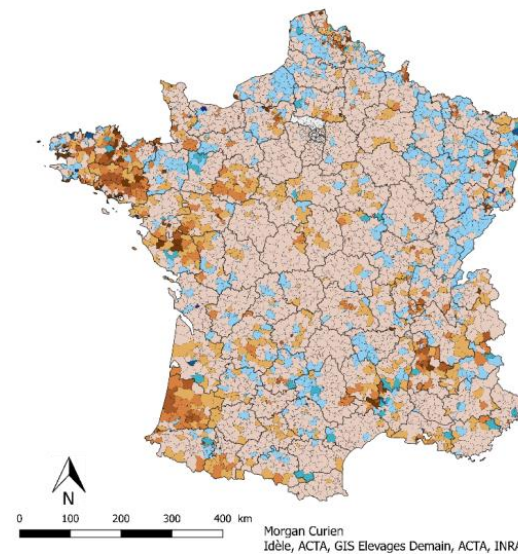 N
0 100 200 300 400 km
Morgan Curien
Idèle, ACTA, GIS Elevages Demain, ACTA, INRA